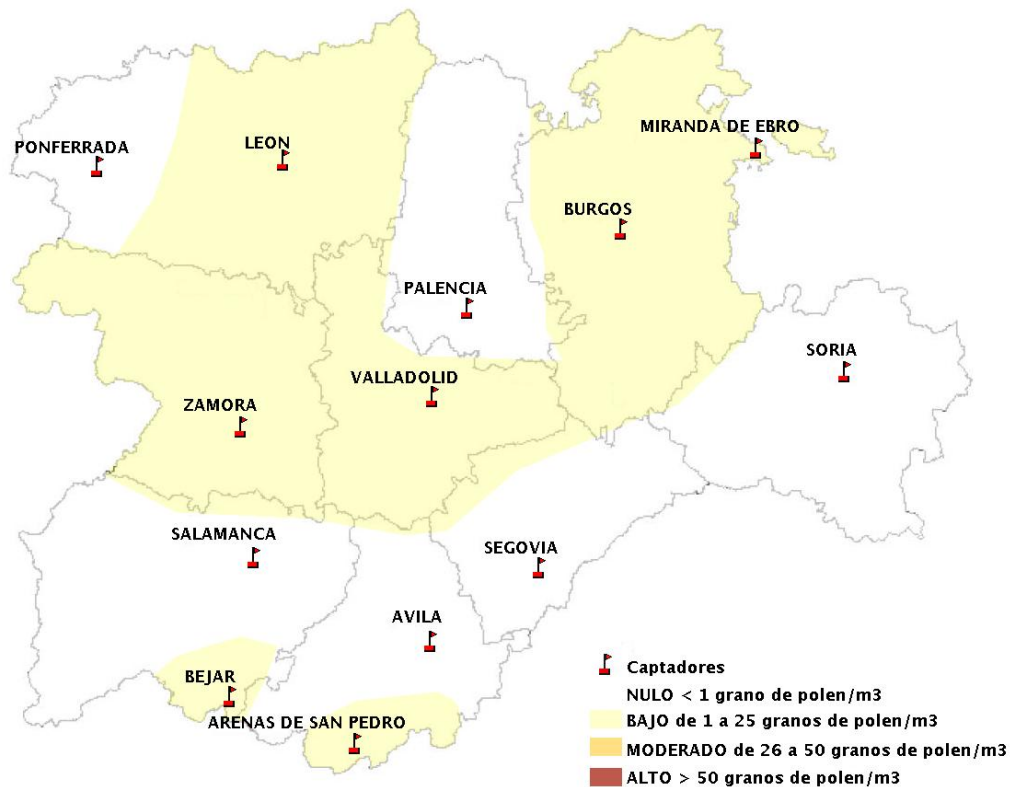 MIRANDA DE EBRO
PONFERRADA
LEON
BURGOS
PALENCIA
SORIA
VALLADOLID
ZAMORA
SALAMANCA
SEGOVIA
AVILA
BEJAR
ARENAS DE SAN PEDRO
Captadores
NULO < 1 grano de polen/m3
BAJO de 1 a 25 granos de polen/m3
MODERADO de 26 a 50 granos de polen/m3
ALTO > 50 granos de polen/m3